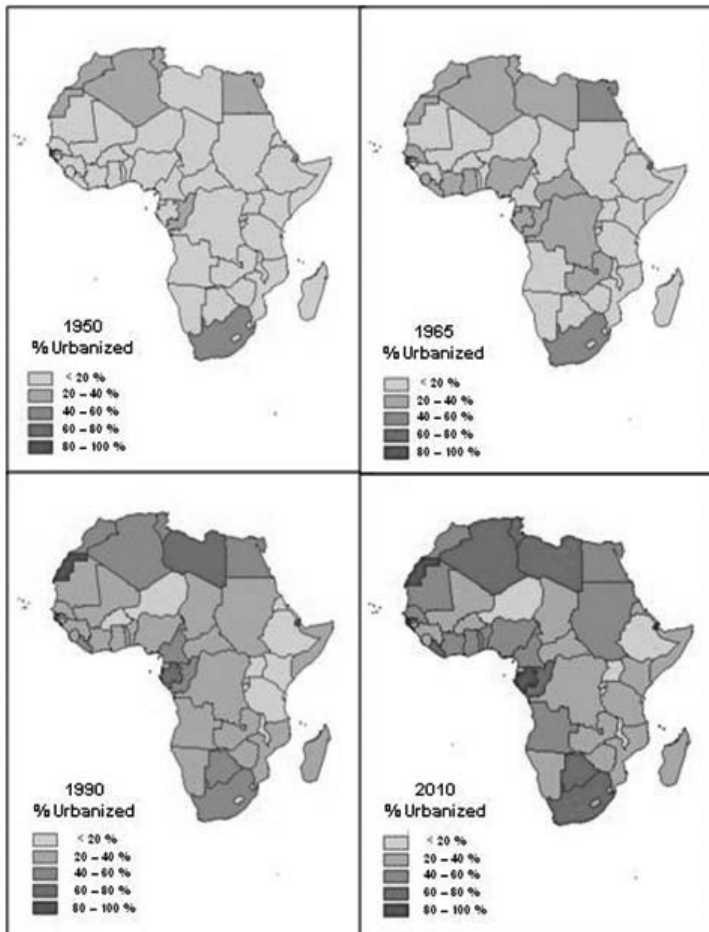 1950
% Urbanized
< 20 %
20 – 40 %
40 – 60 %
60 – 80 %
80 – 100 %
1965
% Urbanized
< 20 %
20 – 40 %
40 – 60 %
60 – 80 %
80 – 100 %
1990
% Urbanized
< 20 %
20 – 40 %
40 – 60 %
60 – 80 %
80 – 100 %
2010
% Urbanized
< 20 %
20 – 40 %
40 – 60 %
60 – 80 %
80 – 100 %